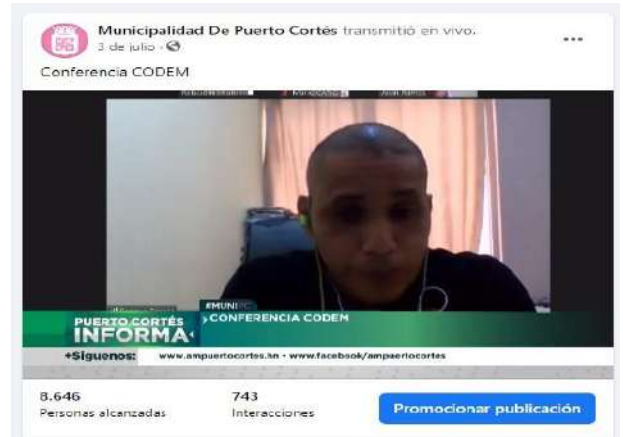 Municipalidad De Puerto Cortés transmitió en vivo.
3 de julio
Conferencia CODEM
#MUNIPC
CONFERENCIA CODEM
PUERTO CORTÉS
INFORMA
+Siguenos: www.ampuertocortes.hn - www.facebook/ampuertocortes
8.646 743
Personas alcanzadas Interacciones
Promocionar publicación